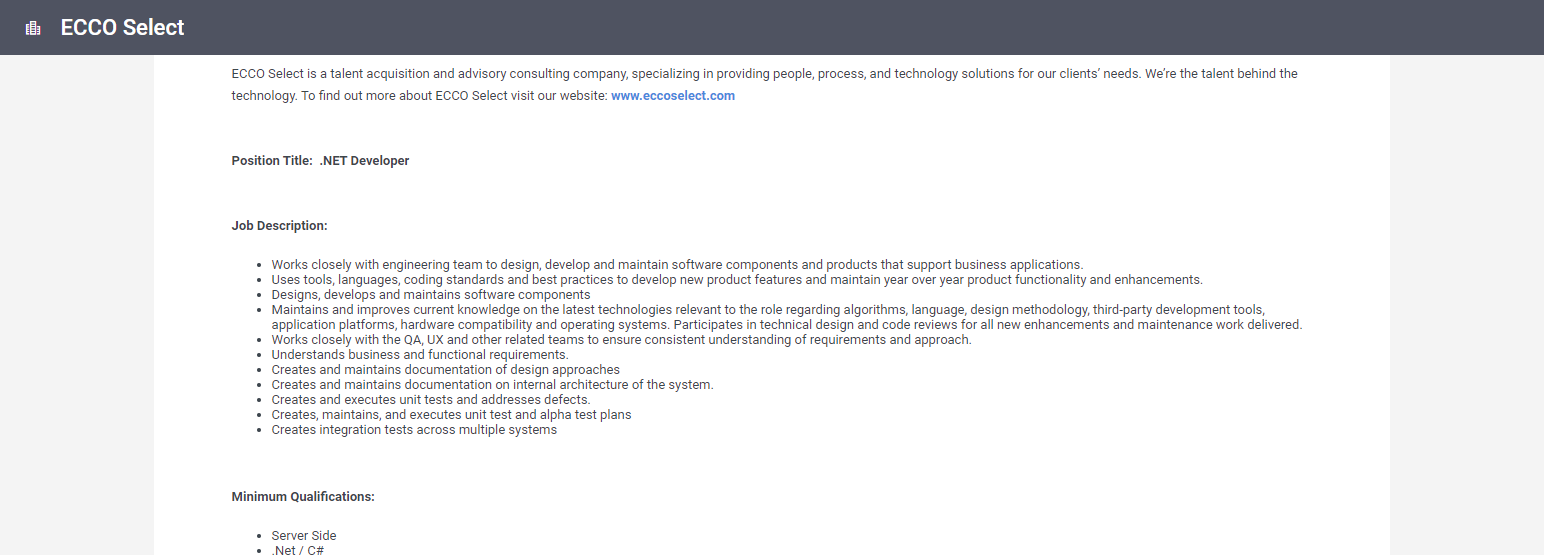 ECCO Select
ECCO Select is a talent acquisition and advisory consulting company, specializing in providing people, process, and technology solutions for our clients’ needs. We’re the talent behind the
technology. To find out more about ECCO Select visit our website: www.eccoselect.com
Position Title:  .NET Developer
Job Description:
• Works closely with engineering team to design, develop and maintain software components and products that support business applications.
• Uses tools, languages, coding standards and best practices to develop new product features and maintain year over year product functionality and enhancements.
• Designs, develops and maintains software components
• Maintains and improves current knowledge on the latest technologies relevant to the role regarding algorithms, language, design methodology, third-party development tools,
application platforms, hardware compatibility and operating systems. Participates in technical design and code reviews for all new enhancements and maintenance work delivered.
• Works closely with the QA, UX and other related teams to ensure consistent understanding of requirements and approach.
• Understands business and functional requirements.
• Creates and maintains documentation of design approaches
• Creates and maintains documentation on internal architecture of the system.
• Creates and executes unit tests and addresses defects.
• Creates, maintains, and executes unit test and alpha test plans
• Creates integration tests across multiple systems
Minimum Qualifications:
• Server Side
• .Net / C#